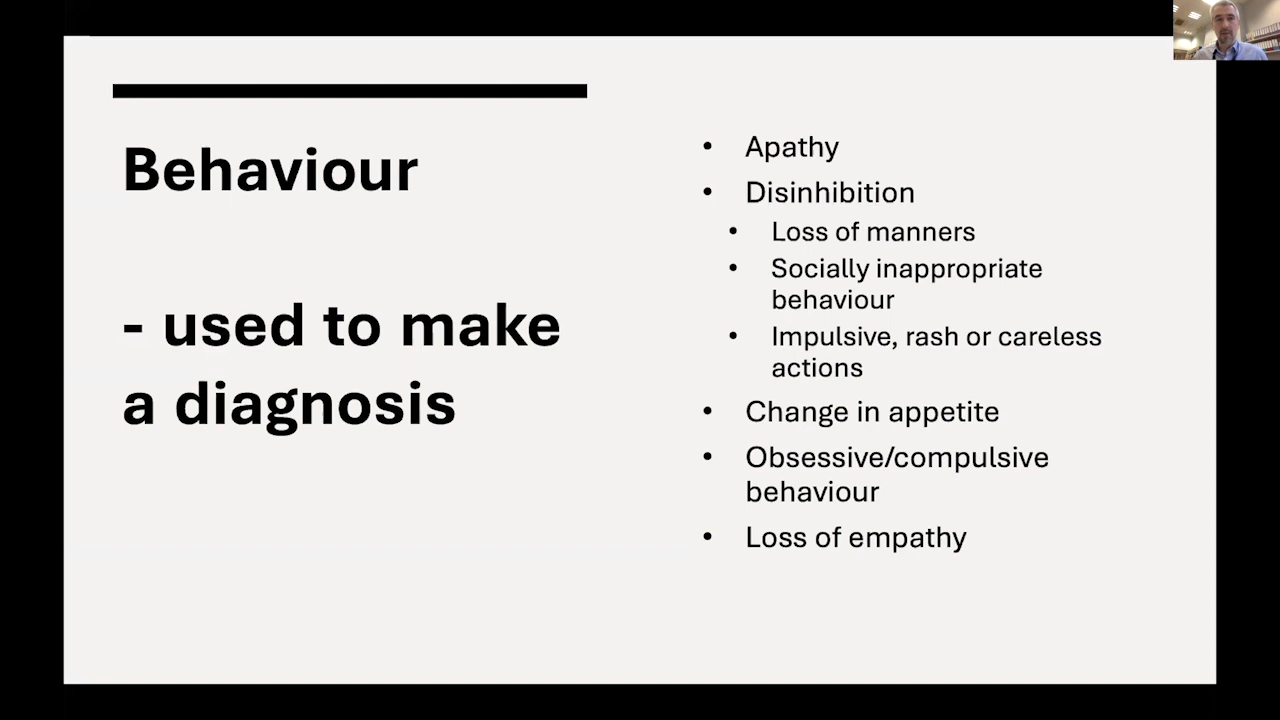 Behaviour
- used to make
a diagnosis
• Apathy
• Disinhibition
• Loss of manners
• Socially inappropriate
behaviour
• Impulsive, rash or careless
actions
• Change in appetite
• Obsessive/compulsive
behaviour
• Loss of empathy